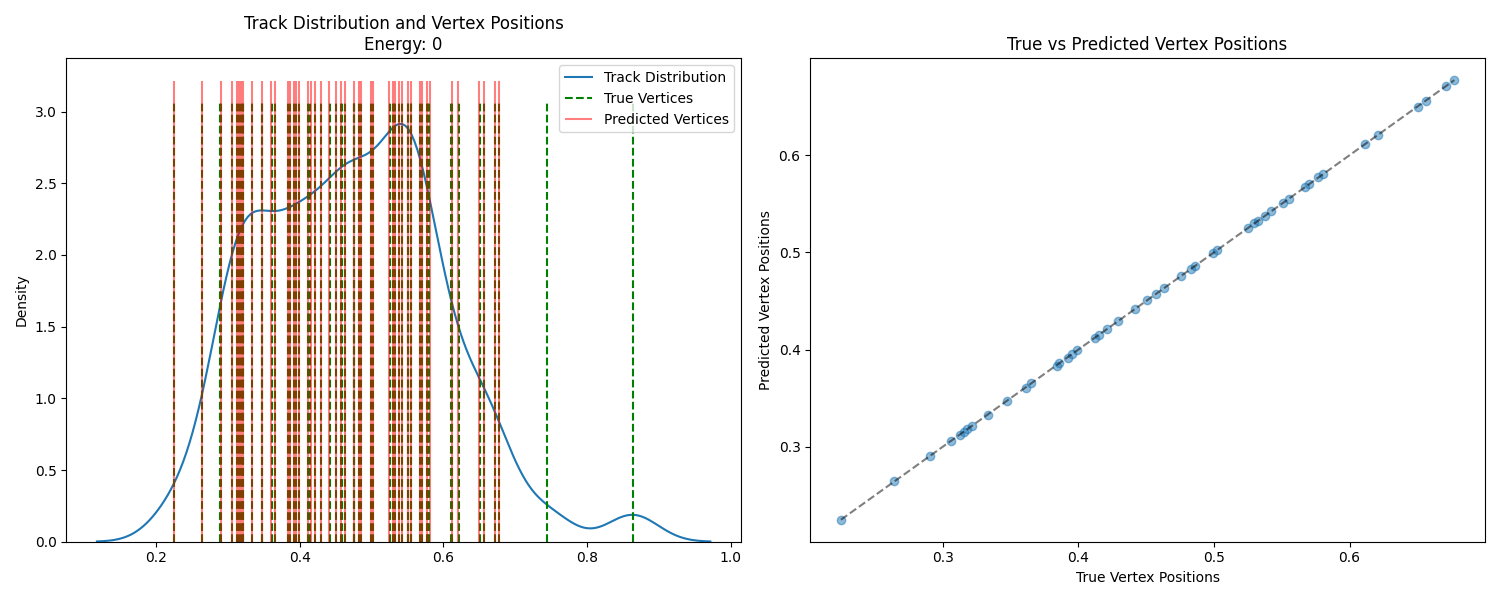 Track Distribution and Vertex Positions
Energy: 0
Track Distribution
True Vertices
Predicted Vertices
Density
3.0
2.5
2.0
1.5
1.0
0.5
0.0
0.2
0.4
0.6
0.8
1.0
True vs Predicted Vertex Positions
Predicted Vertex Positions
0.6
0.5
0.4
0.3
0.3
0.4
0.5
0.6
True Vertex Positions